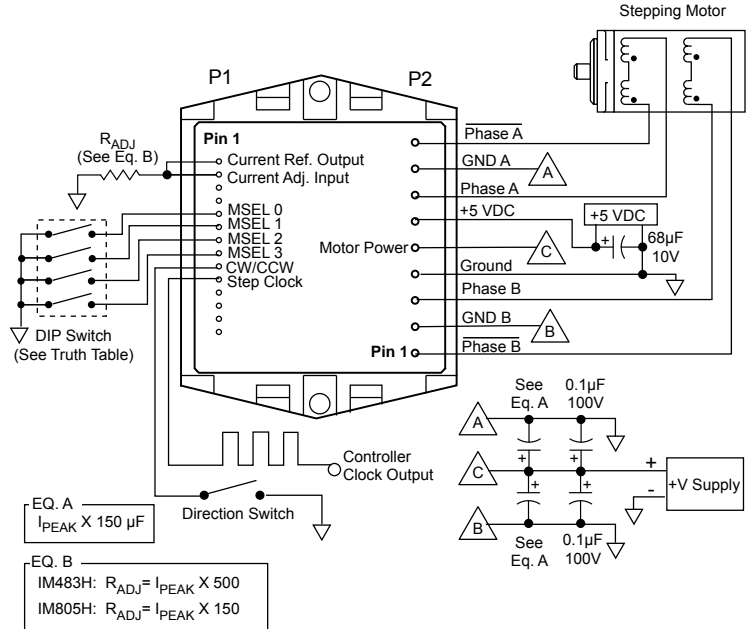 Stepping Motor
P1
P2
Pin 1
R_ADJ
(See Eq. B)
Current Ref. Output
Current Adj. Input
MSEL 0
MSEL 1
MSEL 2
MSEL 3
CW/CCW
Step Clock
DIP Switch
(See Truth Table)
Phase A
GND A
A
Phase A
+5 VDC
+5 VDC
+
68µF
10V
Motor Power
C
Ground
Phase B
GND B
B
Pin 1
Phase B
Controller
Clock Output
Direction Switch
See
Eq. A
0.1µF
100V
A
+ +
C
+
-
+V Supply
+ +
B
See
Eq. A
0.1µF
100V
EQ. A
I_PEAK X 150 µF
EQ. B
IM483H: R_ADJ= I_PEAK X 500
IM805H: R_ADJ= I_PEAK X 150